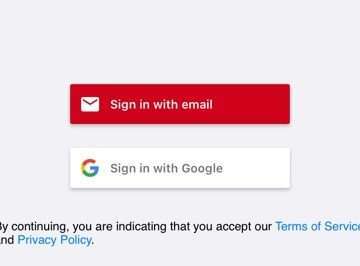 Sign in with email
Sign in with Google
By continuing, you are indicating that you accept our Terms of Service
and Privacy Policy.